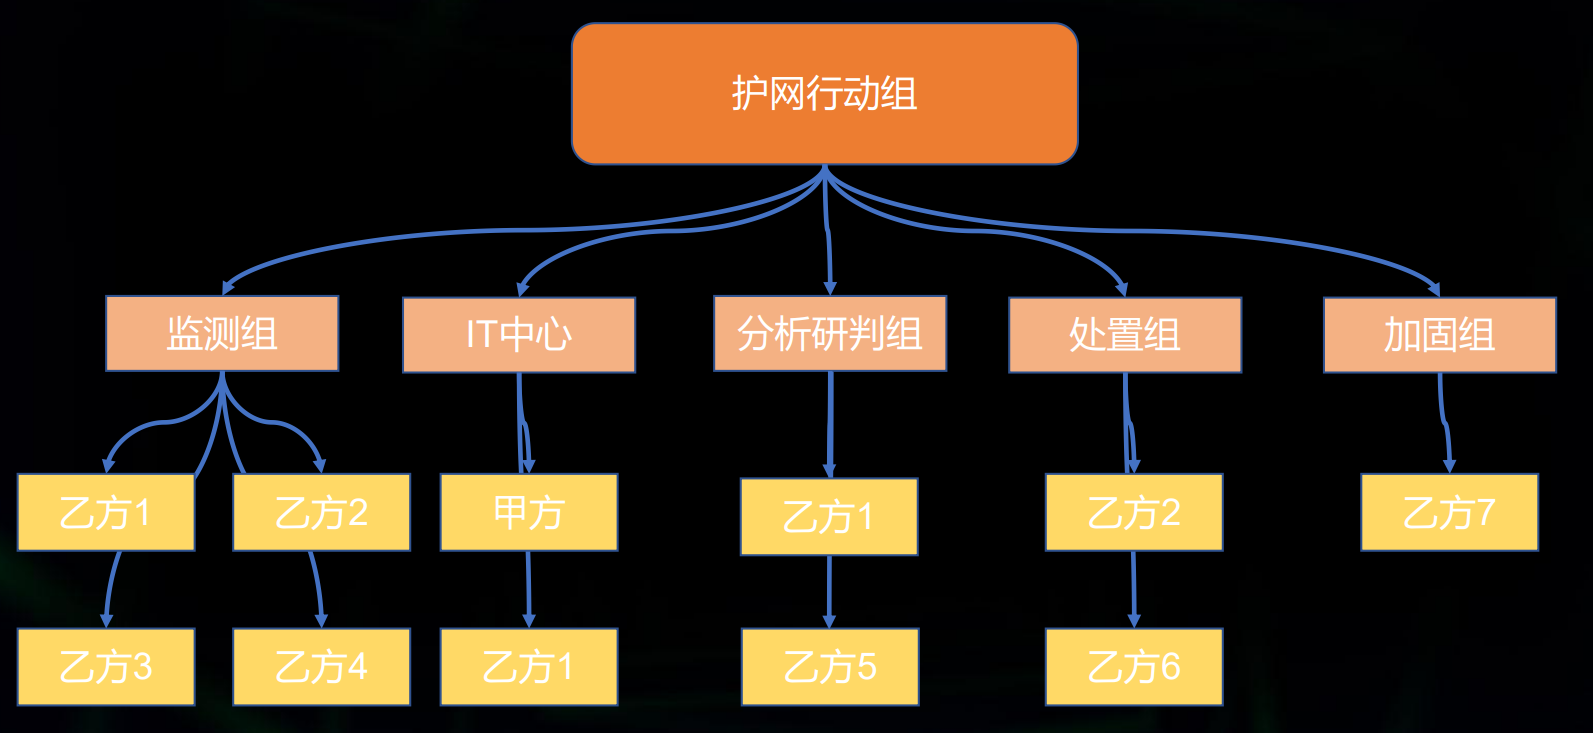 护网行动组
监测组
IT中心
分析研判组
处置组
加固组
乙方1
乙方2
甲方
乙方1
乙方2
乙方7
乙方3
乙方4
乙方1
乙方5
乙方6